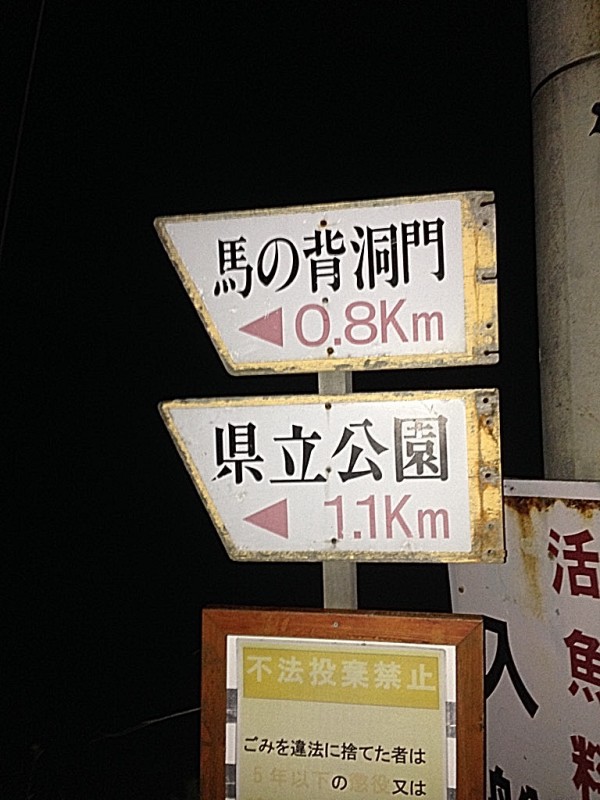 馬の背洞門
0.8Km
県立公園
1.1Km
不法投棄禁止
ごみを違法に捨てた者は
5年以下の懲役又は
活魚料
入